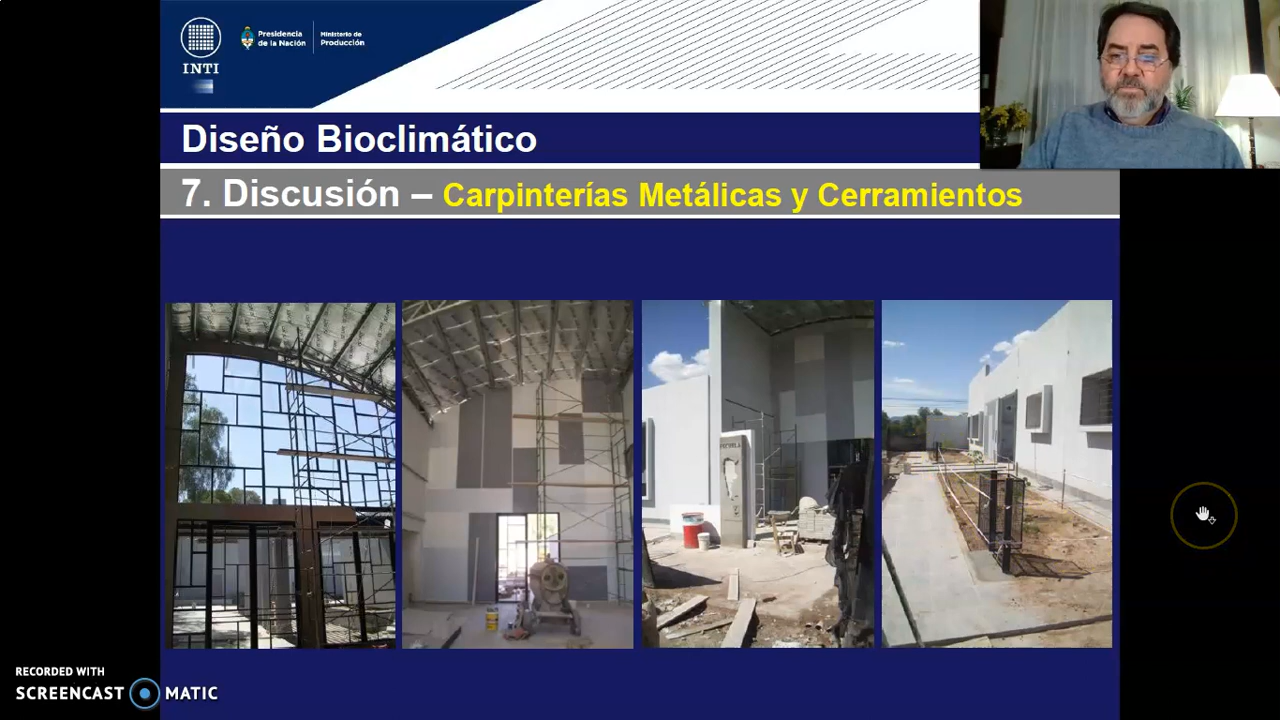 INTI
Presidencia
de la Nación
Ministerio de
Producción
Diseño Bioclimático
7. Discusión – Carpinterías Metálicas y Cerramientos
ESCUELA
RECORDED WITH
SCREENCAST MATIC